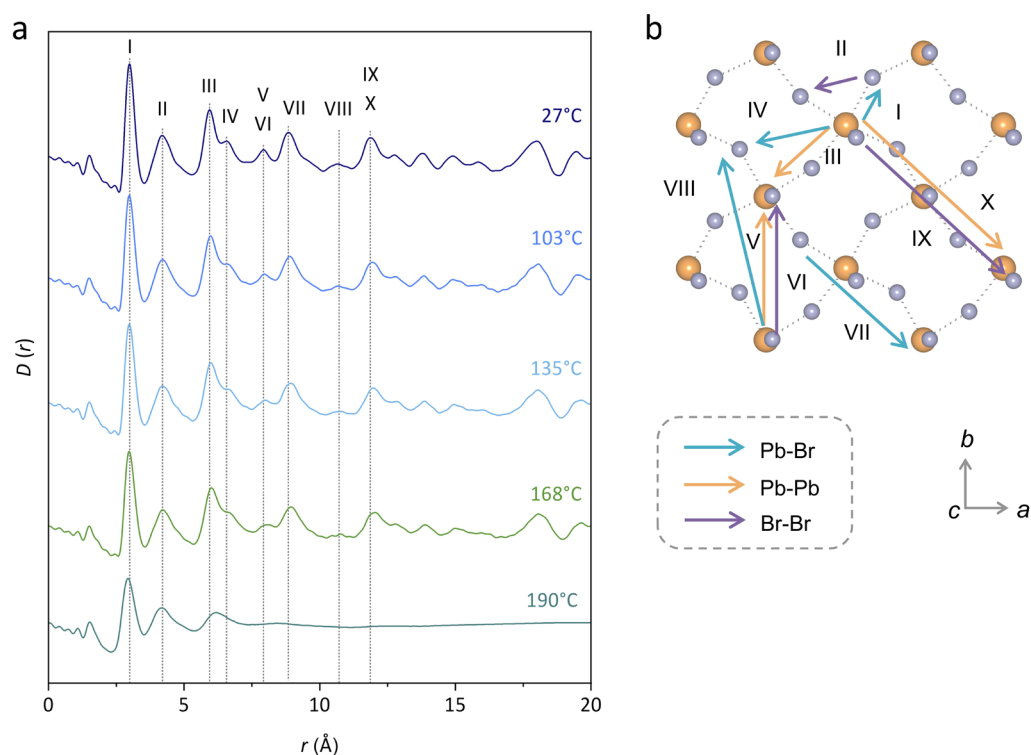 a
I
II
III
IV
V
VI
VII
VIII
IX
X
27°C
103°C
135°C
168°C
190°C
D (r)
0
5
10
15
20
r (Å)
b
II
IV
I
III
VIII
X
V
IX
VI
VII
Pb-Br
Pb-Pb
Br-Br
b
c
a